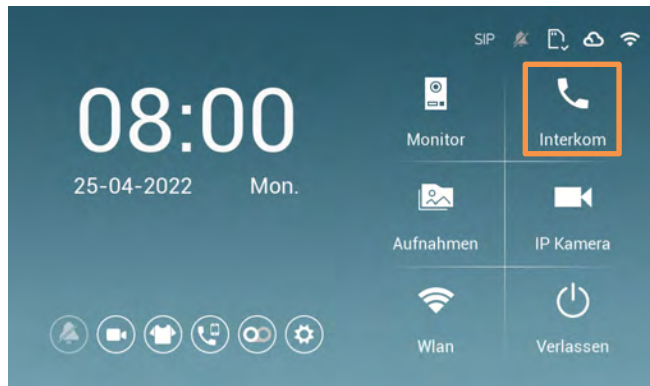 SIP
08:00
25-04-2022 Mon.
Monitor
Interkom
Aufnahmen
IP Kamera
Wlan
Verlassen